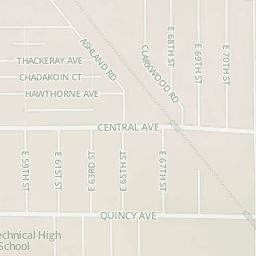 ASHLAND RD
CLARKWOOD RD
E 68TH ST
E 69TH ST
E 70TH ST
THACKERAY AVE
CHADAKOIN CT
HAWTHORNE AVE
CENTRAL AVE
E 59TH ST
E 61ST ST
E 63RD ST
E 65TH ST
E 67TH ST
QUINCY AVE
echnical High
School